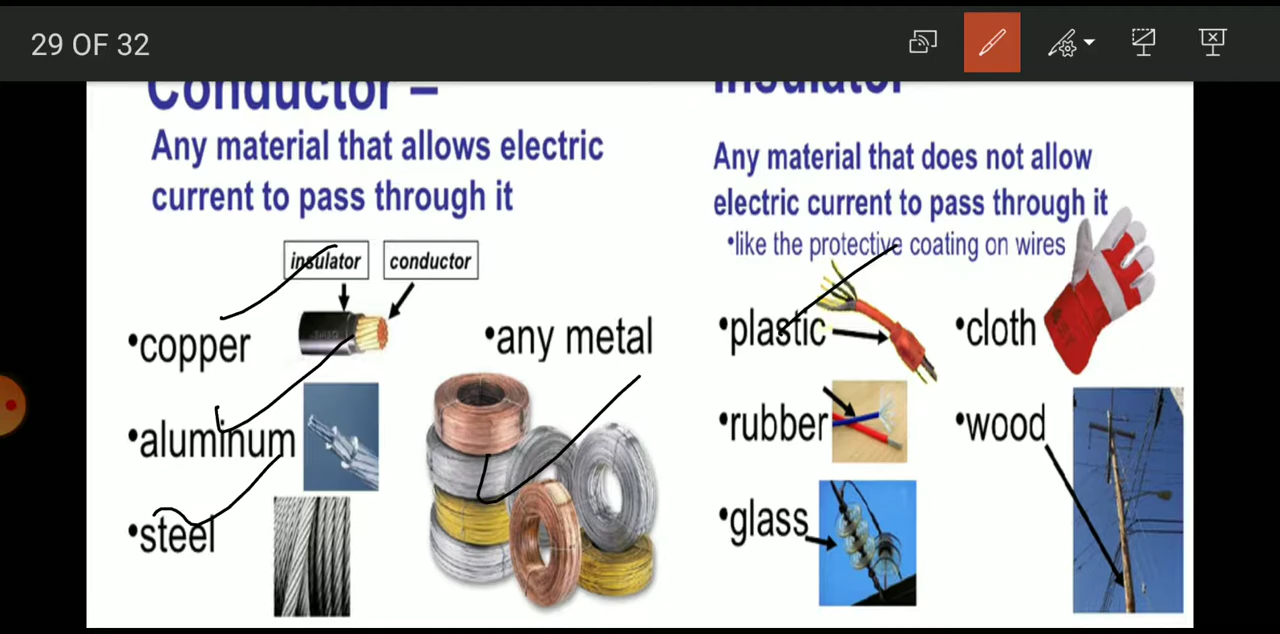 29 OF 32
Conductor –
Any material that allows electric
current to pass through it
insulator
conductor
•copper
•any metal
•aluminum
•steel
Insulator
Any material that does not allow
electric current to pass through it
•like the protective coating on wires
•plastic
•cloth
•rubber
•wood
•glass